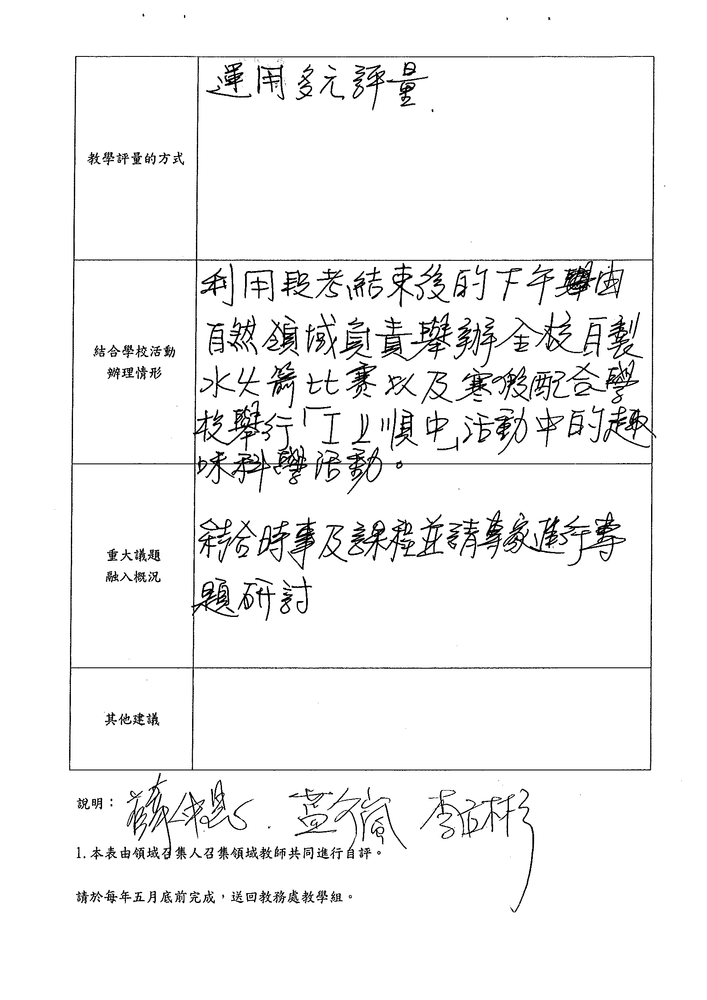 運用多元評量.
教學評量的方式
利用段考結束後的下午由
自然領域負責舉辦全校自製
水火箭比賽以及寒假配合學
結合學校活動
辦理情形
校舉行「工上順中」活動中的趣
味科學活動。
結合時事及課程並請專家進行專
重大議題
融入概況
題研討
其他建議
說明：
1.本表由領域召集人召集領域教師共同進行自評。
請於每年五月底前完成，送回教務處教學組。